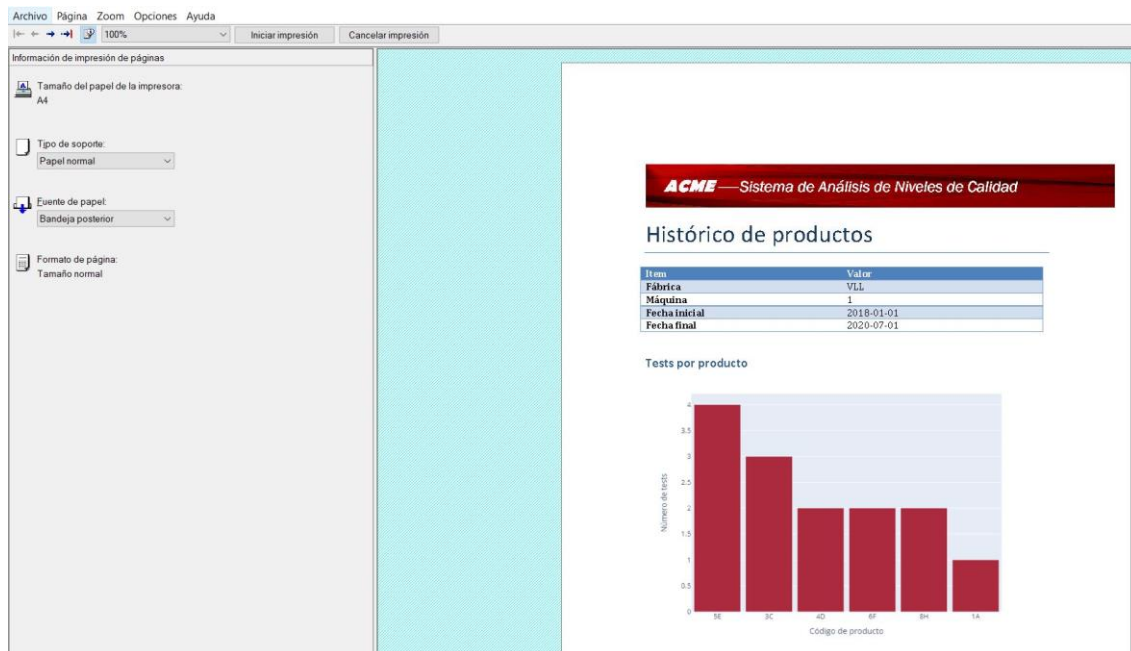 Archivo Página Zoom Opciones Ayuda
100% Iniciar impresión Cancelar impresión
Información de impresión de páginas
Tamaño del papel de la impresora:
A4
Tipo de soporte:
Papel normal
Fuente de papel:
Bandeja posterior
Formato de página:
Tamaño normal
ACME — Sistema de Análisis de Niveles de Calidad
Histórico de productos
Item Valor
Fábrica VLL
Máquina 1
Fecha inicial 2018-01-01
Fecha final 2020-07-01
Tests por producto
4
3.5
3
2.5
2
1.5
1
0.5
0
Número de tests
5E 3C 4D 6F 8H 1A
Código de producto